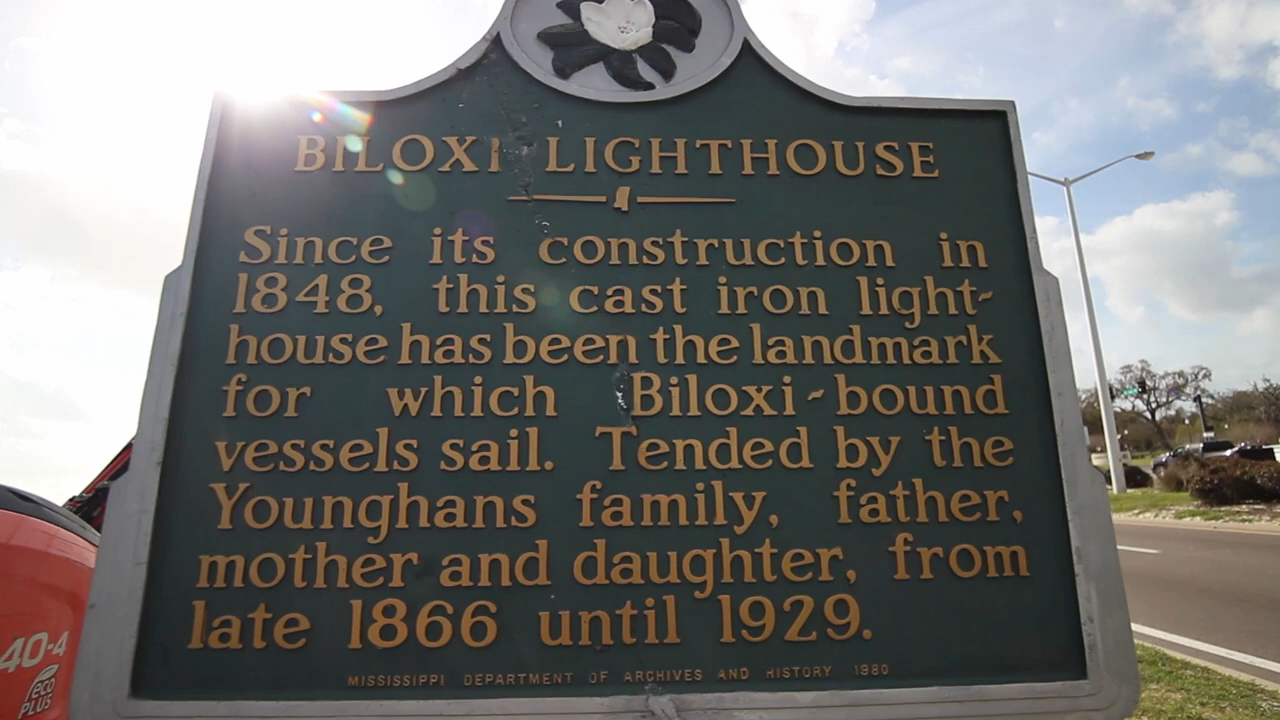 BILOXI LIGHTHOUSE
Since its construction in
1848, this cast iron light-
house has been the landmark
for which Biloxi-bound
vessels sail. Tended by the
Younghans family, father,
mother and daughter, from
late 1866 until 1929.
MISSISSIPPI DEPARTMENT OF ARCHIVES AND HISTORY 1980
40-4
eco
PLUS